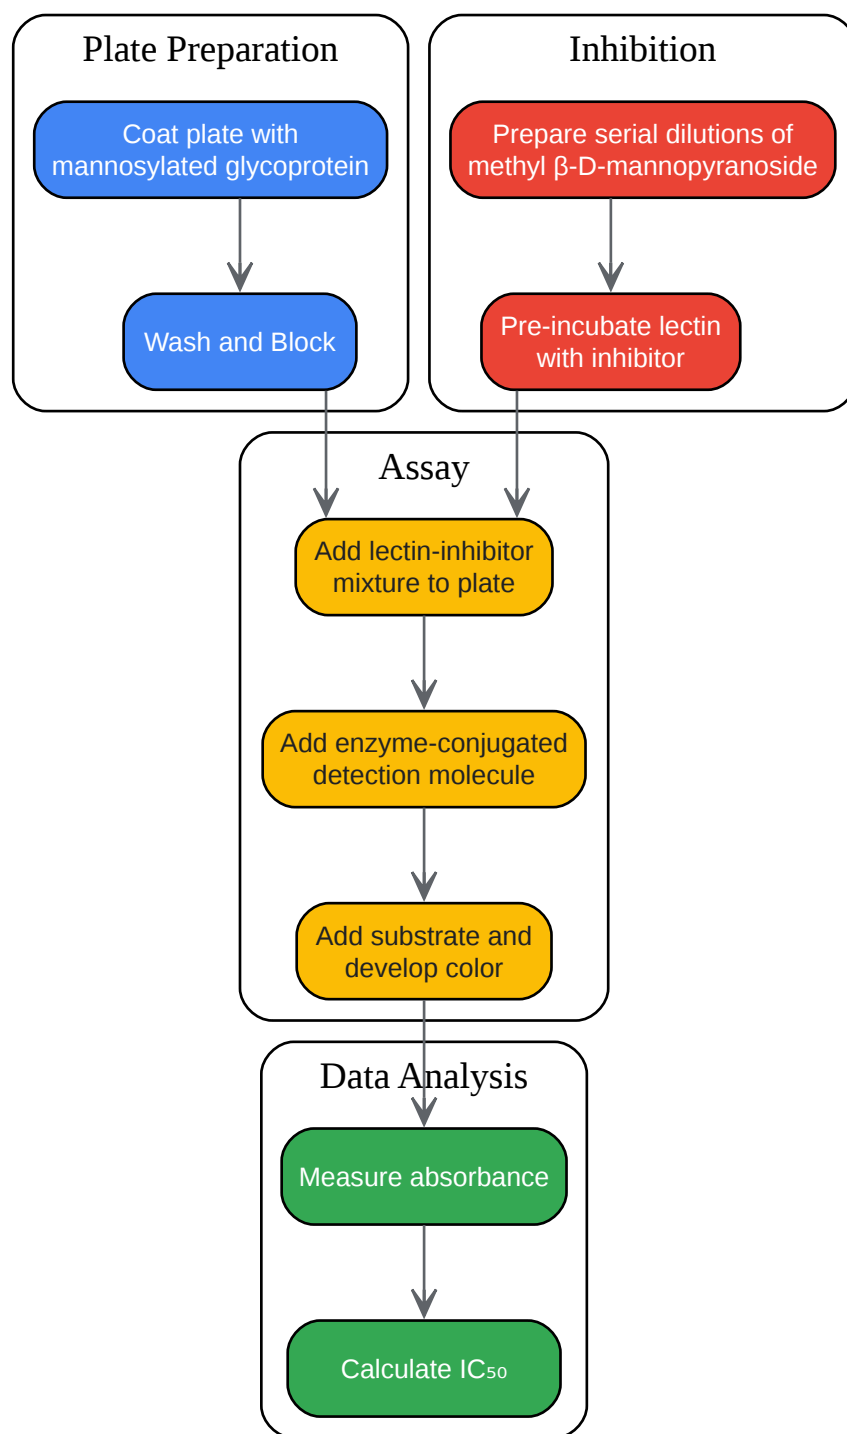 Plate Preparation
Coat plate with
mannosylated glycoprotein
Wash and Block
Inhibition
Prepare serial dilutions of
methyl β-D-mannopyranoside
Pre-incubate lectin
with inhibitor
Assay
Add lectin-inhibitor
mixture to plate
Add enzyme-conjugated
detection molecule
Add substrate and
develop color
Data Analysis
Measure absorbance
Calculate IC₅₀